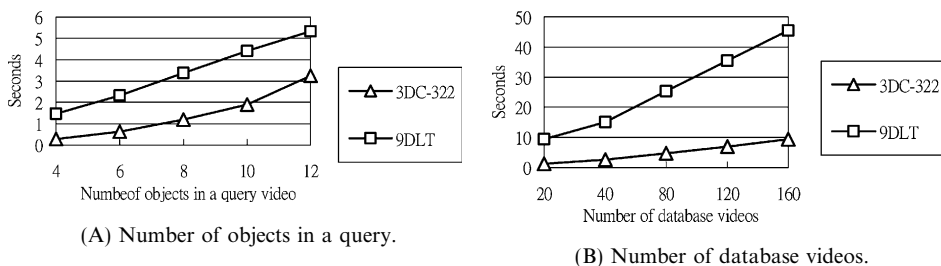 6
5
4
3
2
1
0
Seconds
4 6 8 10 12
Numbeof objects in a query video
3DC-322
9DLT
(A) Number of objects in a query.
50
40
30
20
10
0
Seconds
20 40 80 120 160
Number of database videos
3DC-322
9DLT
(B) Number of database videos.